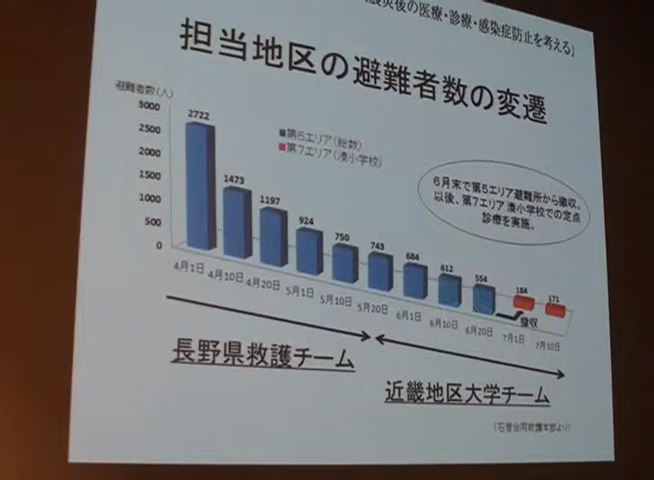 災後の医療・診療・感染症防止を考える」
担当地区の避難者数の変遷
避難者数(人)
3000
2500
2000
1500
1000
500
0
2722
1473
1197
924
750
743
684
612
554
184
171
■第5エリア(総数)
■第7エリア(湊小学校)
6月末で第5エリア避難所から撤収。
以後、第7エリア 湊小学校での定点
診療を実施。
撤収
4月1日 4月10日 4月20日 5月1日 5月10日 5月20日 6月1日 6月10日 6月20日 7月1日 7月10日
長野県救護チーム
近畿地区大学チーム
(石巻合同救護本部より)